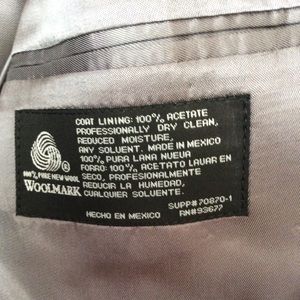 COAT LINING: 100% ACETATE
PROFESSIONALLY DRY CLEAN,
REDUCED MOISTURE,
ANY SOLVENT. MADE IN MEXICO
100% PURA LANA NUEVA
FORRO: 100% ACETATO LAVAR EN
SECO, PROFESIONALMENTE
REDUCIR LA HUMEDAD,
CUALQUIER SOLVENTE.
100% PURE NEW WOOL
WOOLMARK
SUPP#70870-1
HECHO EN MEXICO RN#93677